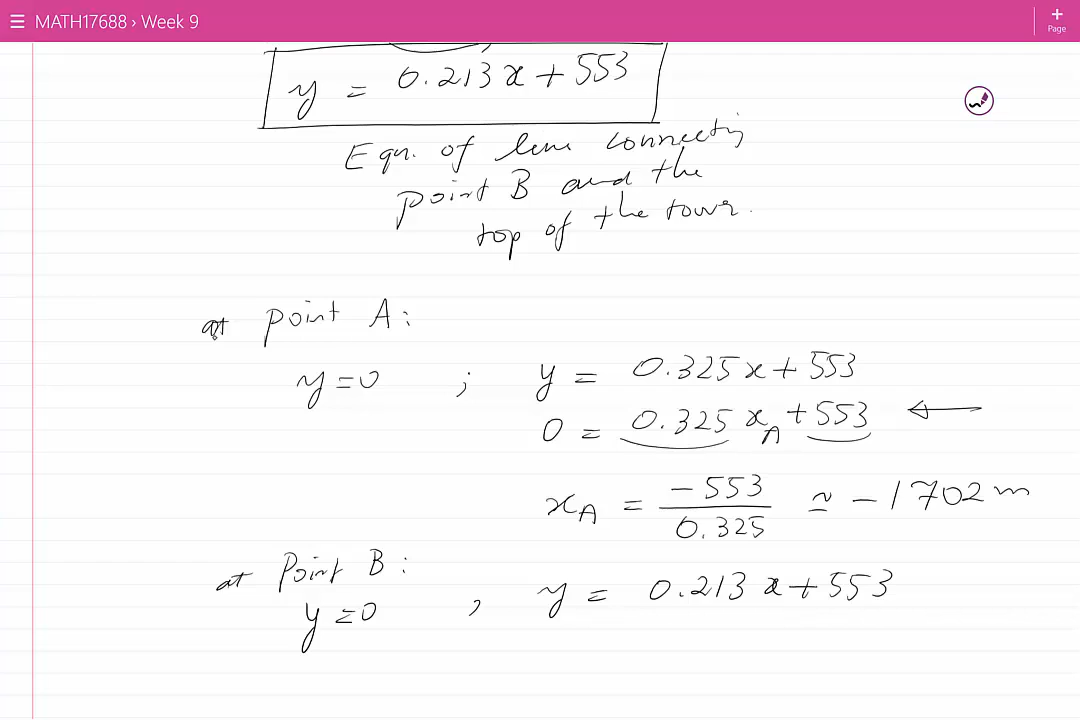 ☰ MATH17688 › Week 9
+ Page
y = 0.213x + 553
Eqn. of line connecting
point B and the
top of the tower.
at point A:
y = 0 ; y = 0.325x + 553
0 = 0.325 x_A + 553 ←
x_A = -553 / 0.325 ≃ -1702 m
at Point B:
y = 0 , y = 0.213x + 553